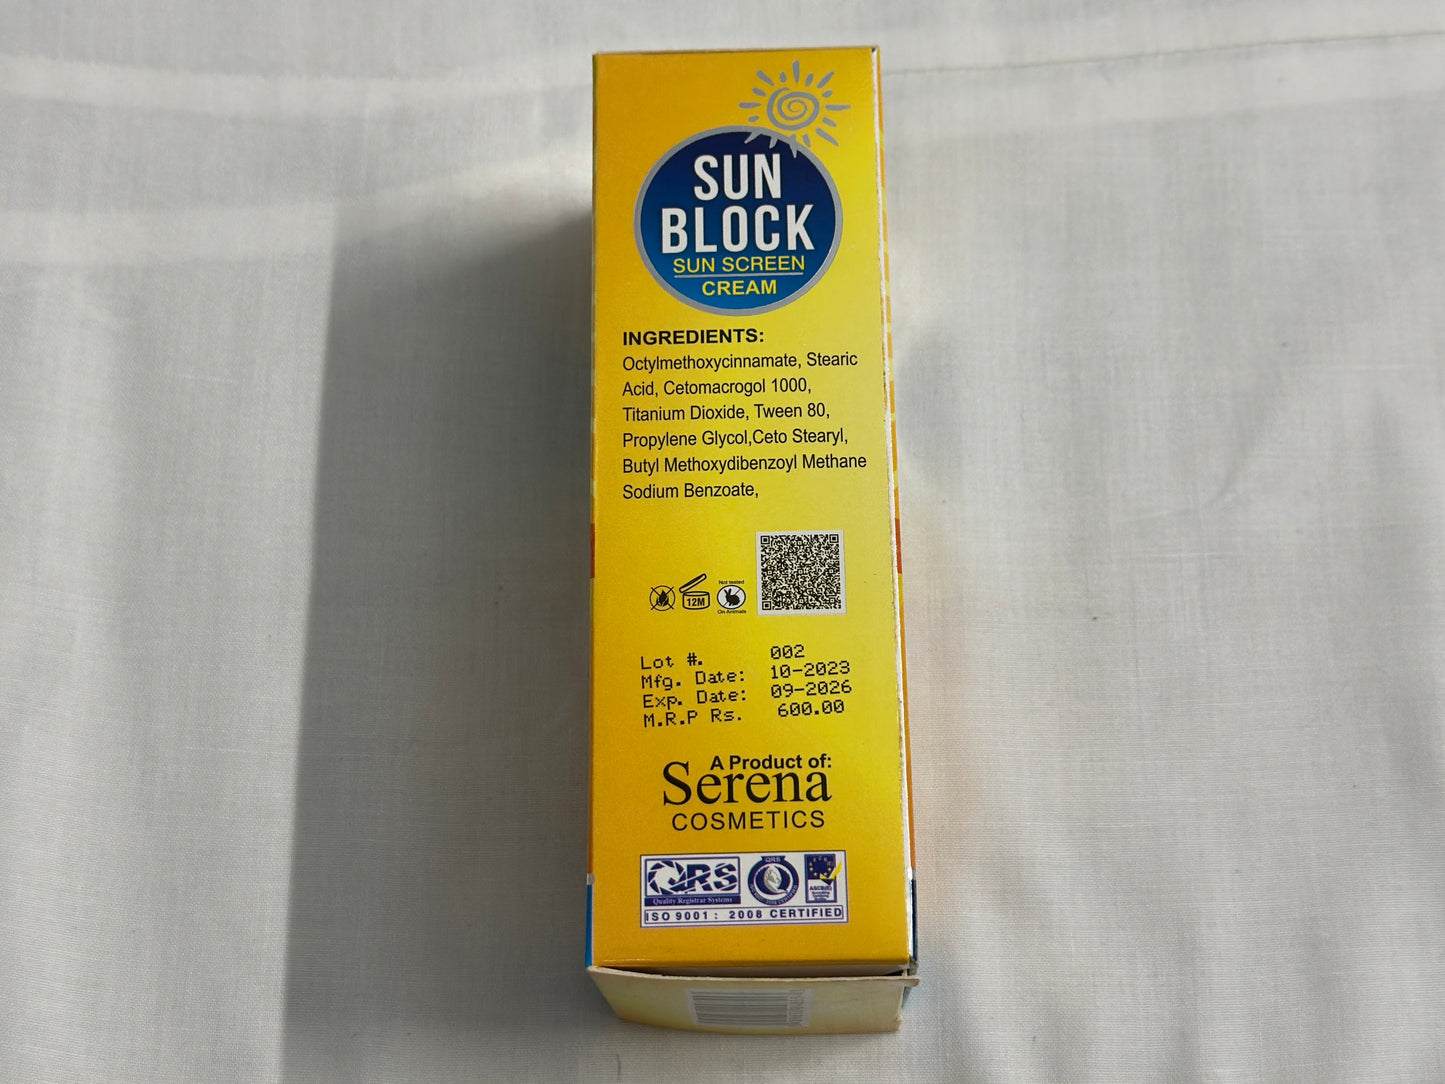 SUN
BLOCK
SUN SCREEN
CREAM
INGREDIENTS:
Octylmethoxycinnamate, Stearic
Acid, Cetomacrogol 1000,
Titanium Dioxide, Tween 80,
Propylene Glycol,Ceto Stearyl,
Butyl Methoxydibenzoyl Methane
Sodium Benzoate,
12M
Not tested
On Animals
Lot #. 002
Mfg. Date: 10-2023
Exp. Date: 09-2026
M.R.P Rs. 600.00
A Product of:
Serena
COSMETICS
QRS
Quality Registrar Systems
QRS
ASCB(E)
ISO 9001 : 2008 CERTIFIED